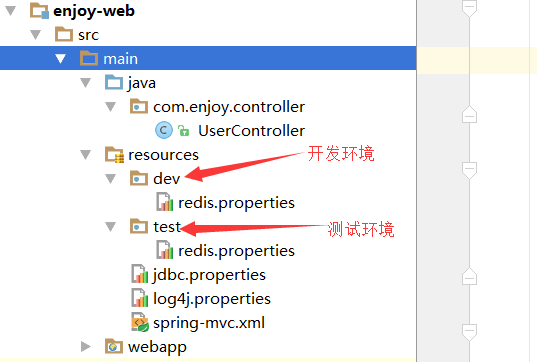 enjoy-web
src
main
java
com.enjoy.controller
C UserController
resources
开发环境
dev
redis.properties
test
测试环境
redis.properties
jdbc.properties
log4j.properties
spring-mvc.xml
webapp